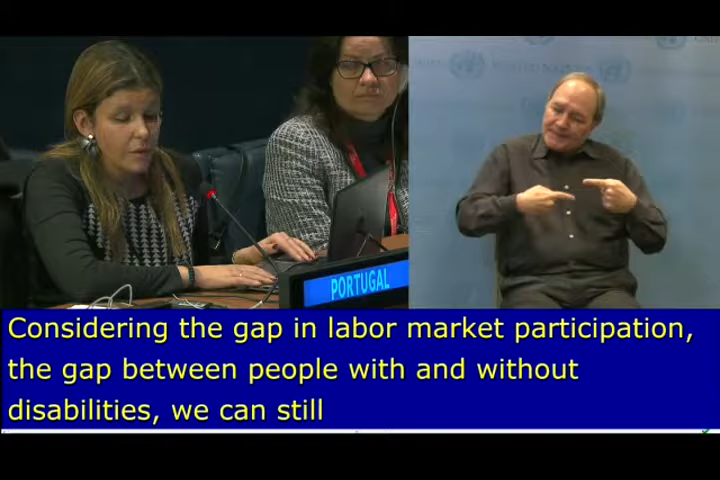 PORTUGAL
Considering the gap in labor market participation,
the gap between people with and without
disabilities, we can still